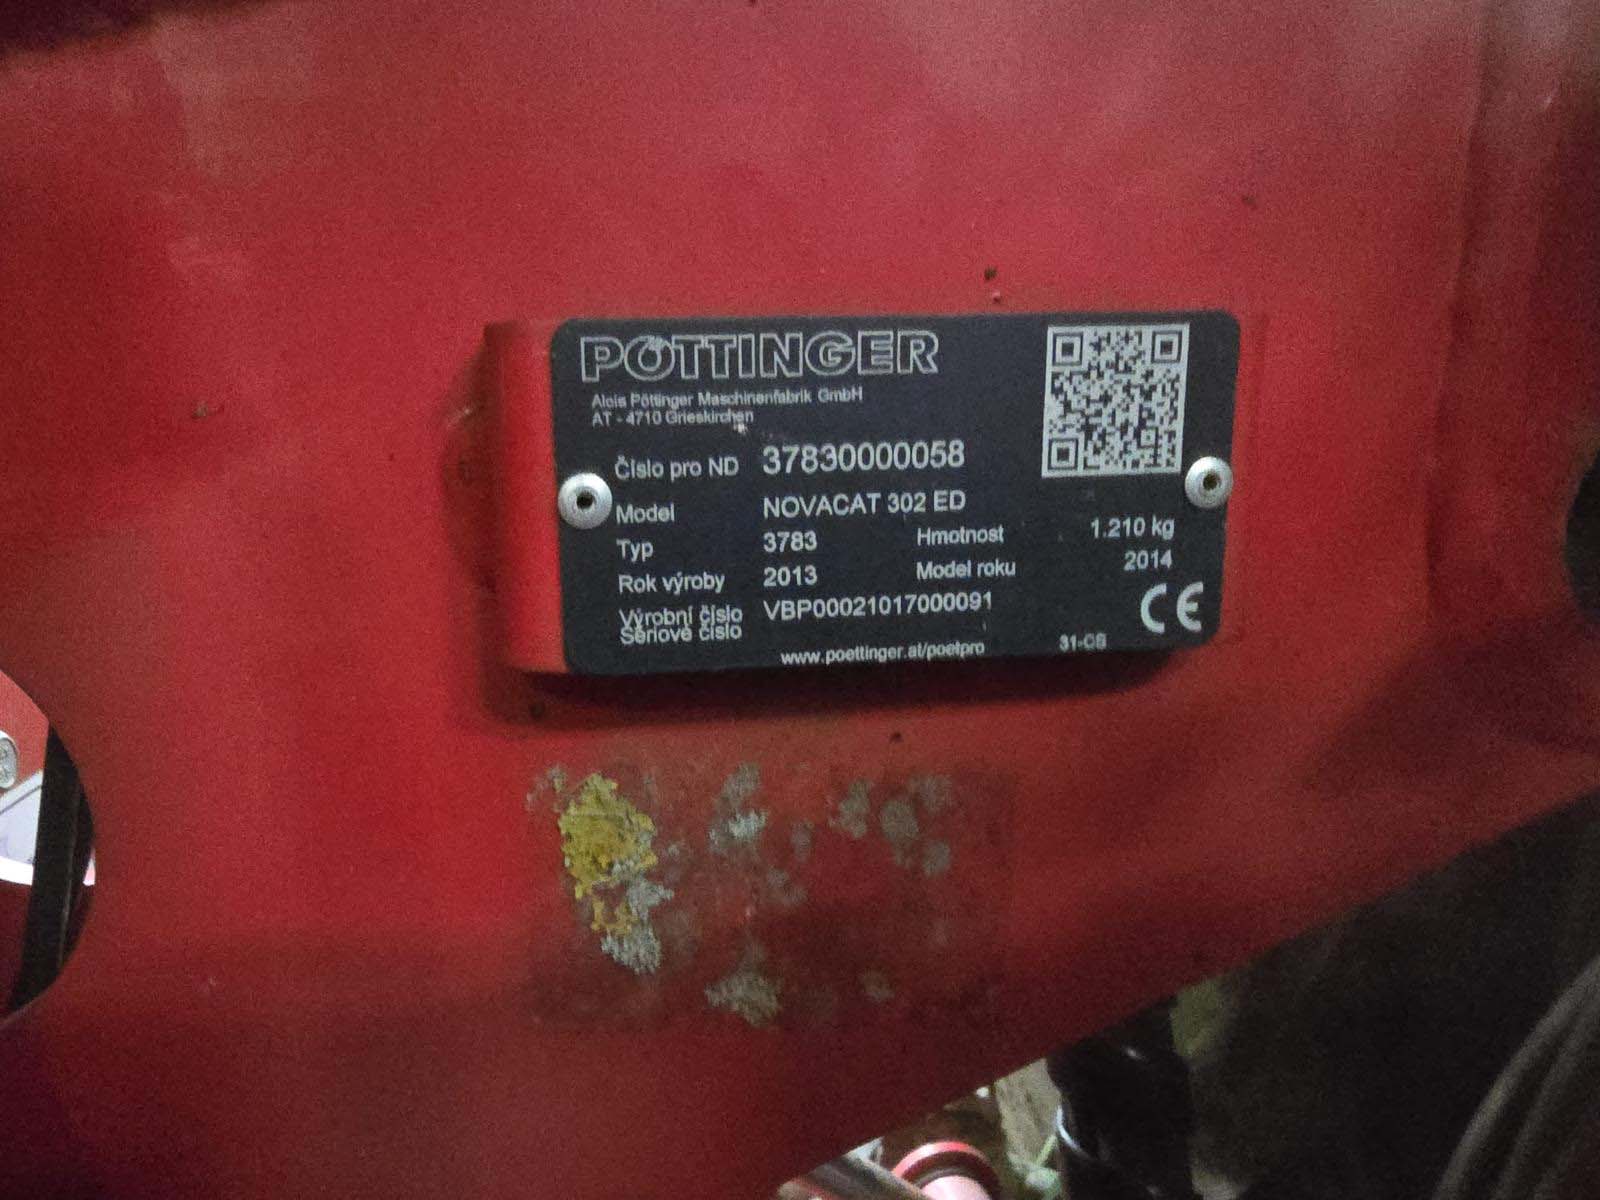 PÖTTINGER
Alois Pöttinger Maschinenfabrik GmbH
AT - 4710 Grieskirchen
Číslo pro ND 37830000058
Model NOVACAT 302 ED
Typ 3783 Hmotnost 1.210 kg
Rok výroby 2013 Model roku 2014
Výrobní číslo VBP00021017000091
Sériové číslo
www.poettinger.at/poetpro
CE